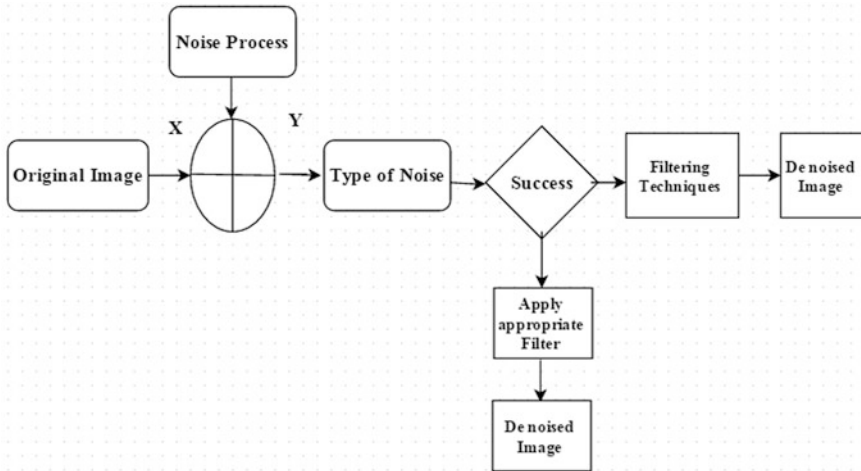 Noise Process
X
Y
Original Image
Type of Noise
Success
Filtering
Techniques
De noised
Image
Apply
appropriate
Filter
De noised
Image